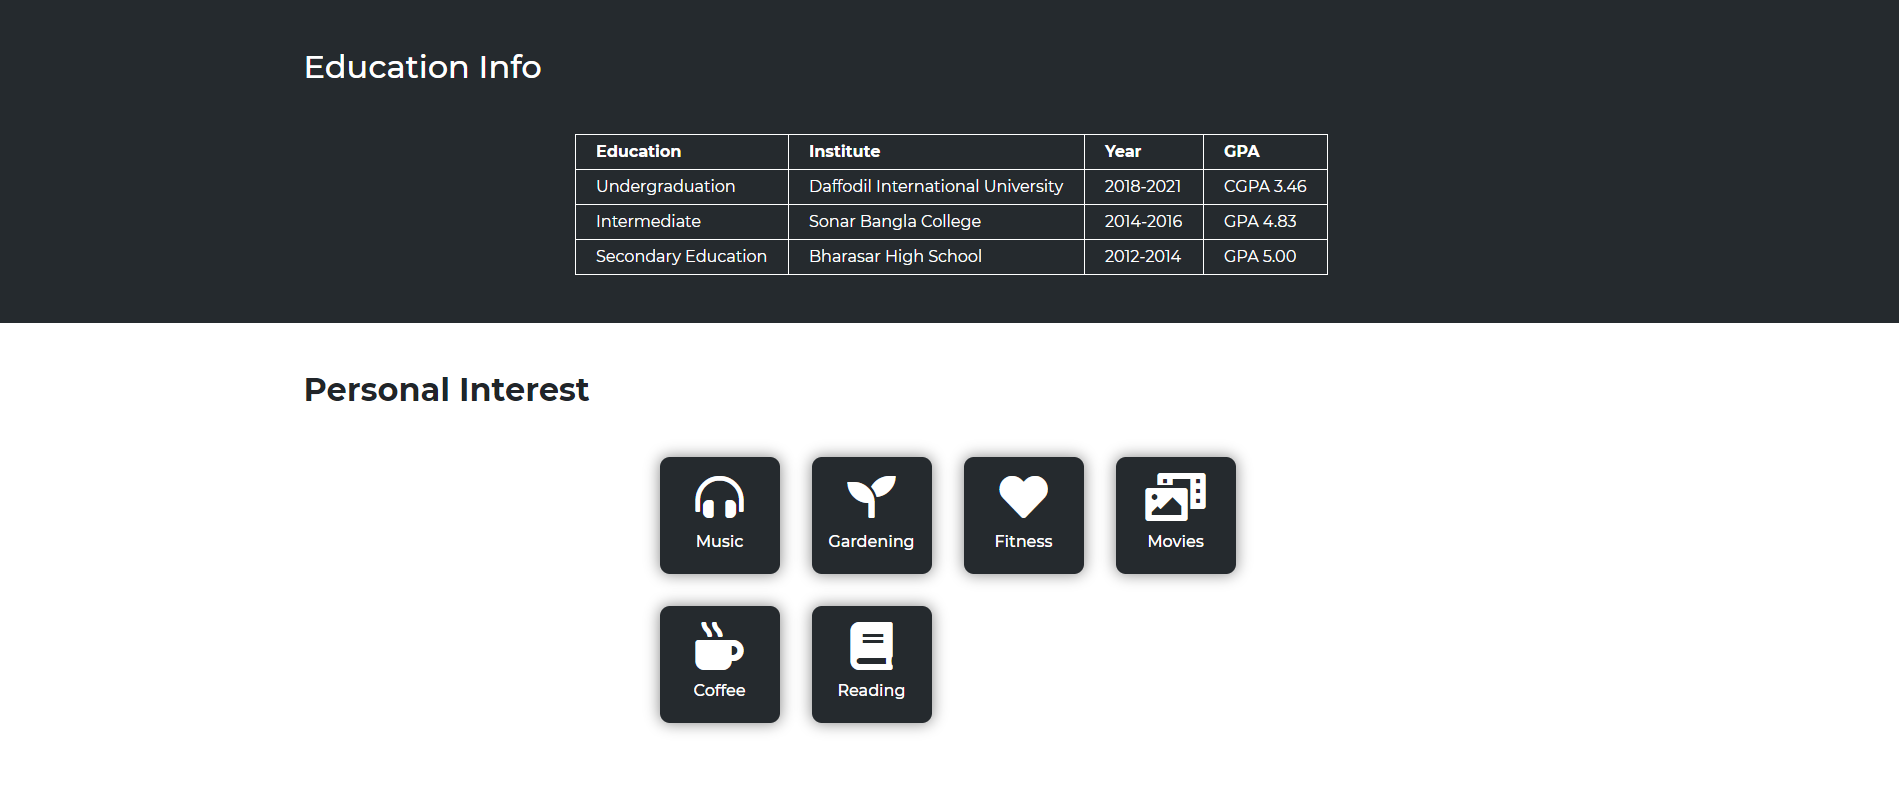 Education Info
Education Institute Year GPA
Undergraduation Daffodil International University 2018-2021 CGPA 3.46
Intermediate Sonar Bangla College 2014-2016 GPA 4.83
Secondary Education Bharasar High School 2012-2014 GPA 5.00
Personal Interest
Music Gardening Fitness Movies
Coffee Reading